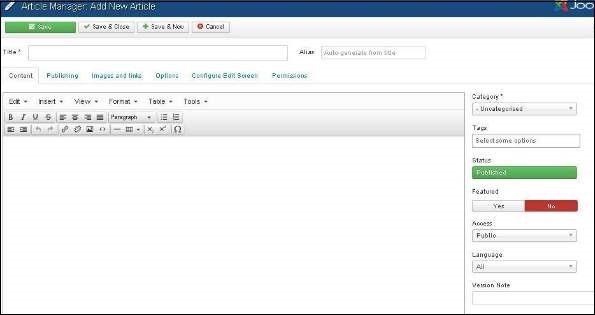 Article Manager: Add New Article Joo
Save Save & Close Save & New Cancel
Title * Alias Auto-generate from title
Content Publishing Images and links Options Configure Edit Screen Permissions
Edit Insert View Format Table Tools
B I U S Paragraph
X₂ X² Ω
Category *
- Uncategorised
Tags
Select some options
Status
Published
Featured
Yes No
Access
Public
Language
All
Version Note